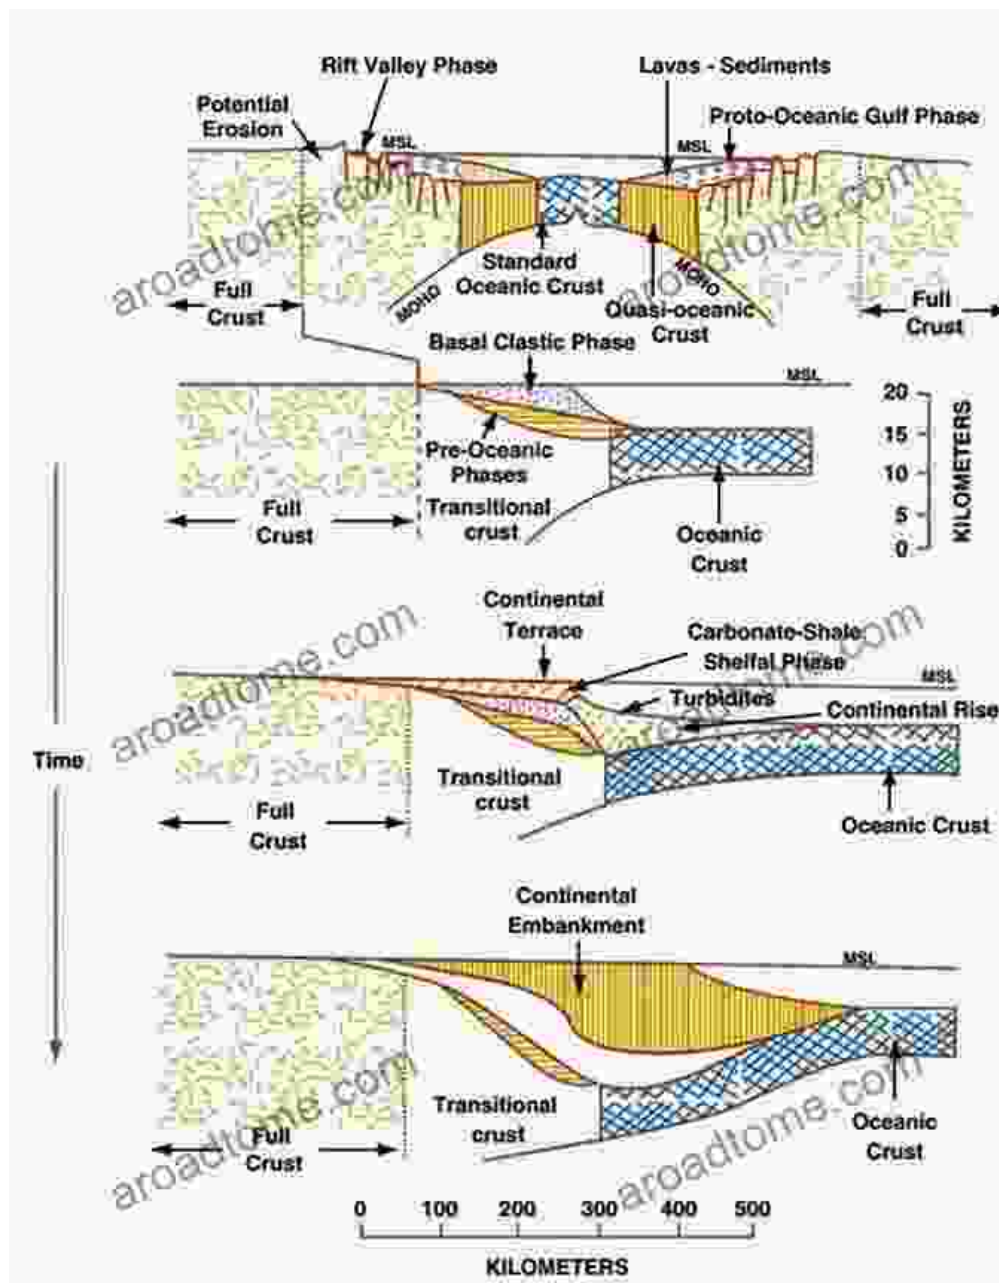 Rift Valley Phase
Lavas - Sediments
Potential
Erosion
Proto-Oceanic Gulf Phase
MSL
MSL
aroadtome.com
aroadtome.com
Standard
Oceanic Crust
MOHO
MOHO
Full
Crust
Quasi-oceanic
Crust
Full
Crust
Basal Clastic Phase
MSL
20
15
10
5
0
KILOMETERS
Pre-Oceanic
Phases
Full
Crust
Transitional
crust
Oceanic
Crust
Continental
Terrace
Carbonate-Shale
Shelfal Phase
aroadtome.com
aroadtome.com
MSL
Turbidites
Continental Rise
Time
Transitional
crust
Full
Crust
Oceanic Crust
Continental
Embankment
MSL
aroadtome.com
aroadtome.com
Transitional
crust
Full
Crust
Oceanic
Crust
0 100 200 300 400 500
KILOMETERS